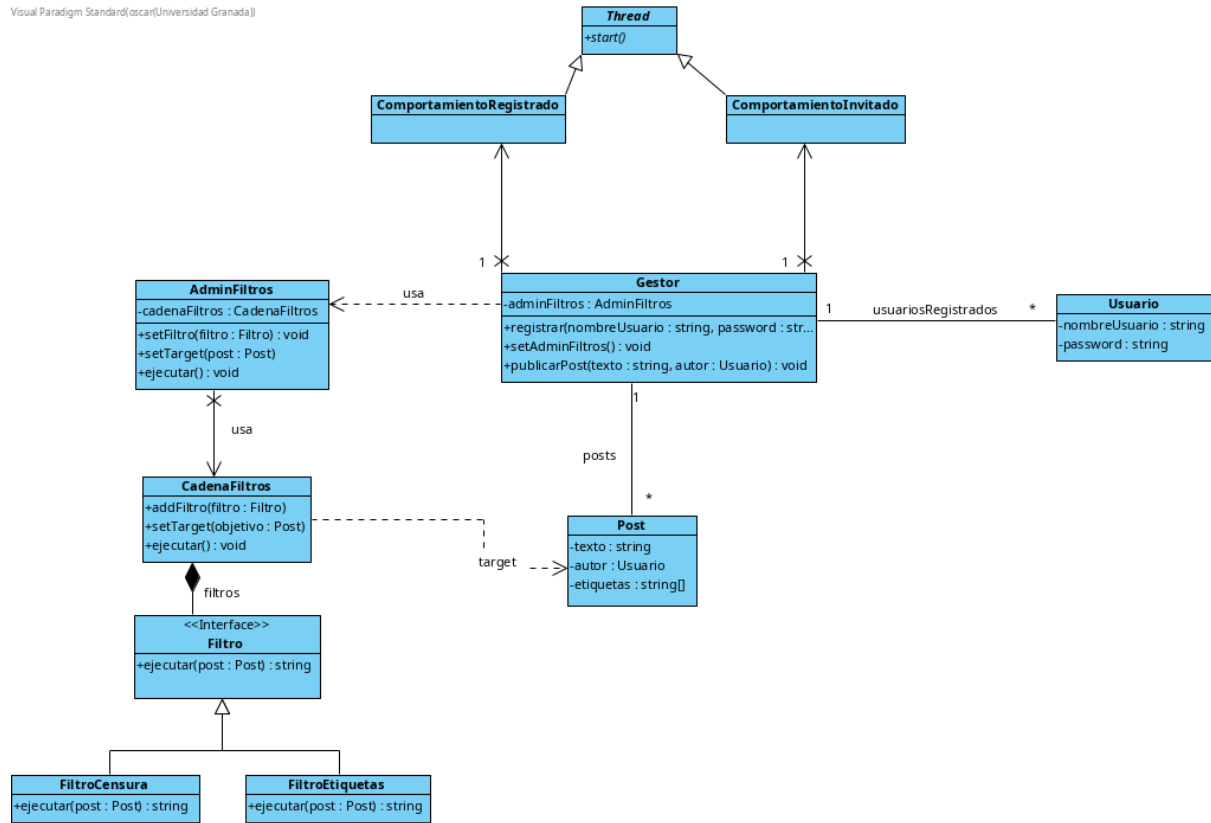 Visual Paradigm Standard(oscar(Universidad Granada))
Thread
+start()
ComportamientoRegistrado
ComportamientoInvitado
1
1
AdminFiltros
-cadenaFiltros : CadenaFiltros
+setFiltro(filtro : Filtro) : void
+setTarget(post : Post)
+ejecutar() : void
usa
Gestor
-adminFiltros : AdminFiltros
+registrar(nombreUsuario : string, password : str...
+setAdminFiltros() : void
+publicarPost(texto : string, autor : Usuario) : void
1
usuariosRegistrados
*
Usuario
-nombreUsuario : string
-password : string
usa
1
posts
*
CadenaFiltros
+addFiltro(filtro : Filtro)
+setTarget(objetivo : Post)
+ejecutar() : void
target
Post
-texto : string
-autor : Usuario
-etiquetas : string[]
filtros
<<Interface>>
Filtro
+ejecutar(post : Post) : string
FiltroCensura
+ejecutar(post : Post) : string
FiltroEtiquetas
+ejecutar(post : Post) : string